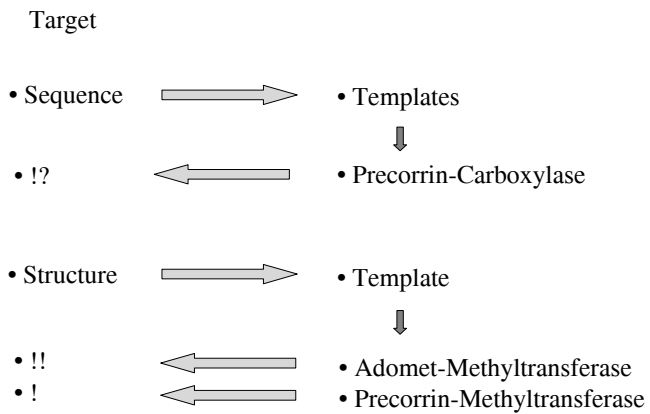 Target
• Sequence
• Templates
• !?
• Precorrin-Carboxylase
• Structure
• Template
• !!
• Adomet-Methyltransferase
• !
• Precorrin-Methyltransferase